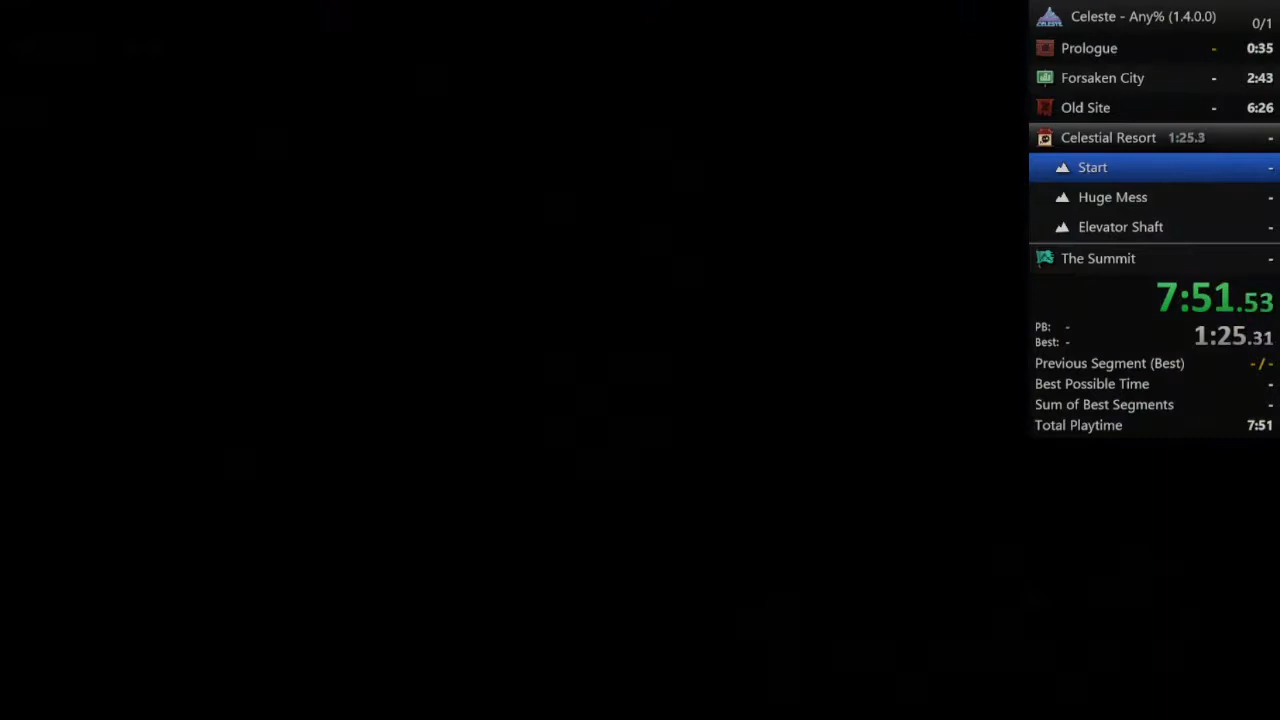 Celeste - Any% (1.4.0.0) 0/1
Prologue - 0:35
Forsaken City - 2:43
Old Site - 6:26
Celestial Resort 1:25.3 -
Start -
Huge Mess -
Elevator Shaft -
The Summit -
7:51.53
PB: -
1:25.31
Best: -
Previous Segment (Best) - / -
Best Possible Time -
Sum of Best Segments -
Total Playtime 7:51